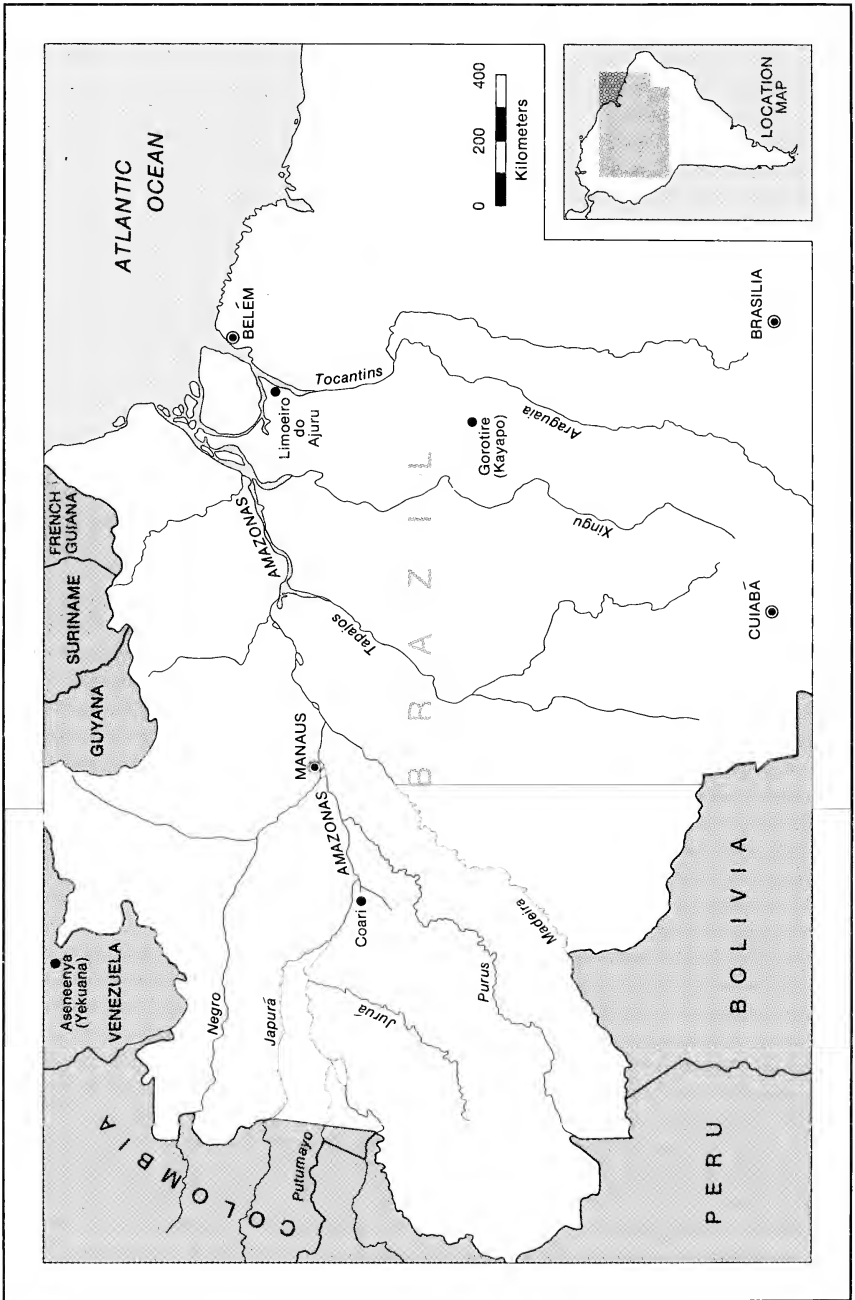 ATLANTIC
OCEAN
FRENCH
GUIANA
SURINAME
GUYANA
VENEZUELA
Aseneenya
(Yekuana)
COLOMBIA
PERU
BOLIVIA
BRAZIL
Negro
Japurá
Putumayo
Juruá
Purus
Madeira
Coari
AMAZONAS
MANAUS
AMAZONAS
Tapajos
Xingu
Araguaia
Tocantins
BELÉM
Limoeiro
do
Ajuru
Gorotire
(Kayapo)
CUIABÁ
BRASILIA
0 200 400
Kilometers
LOCATION
MAP